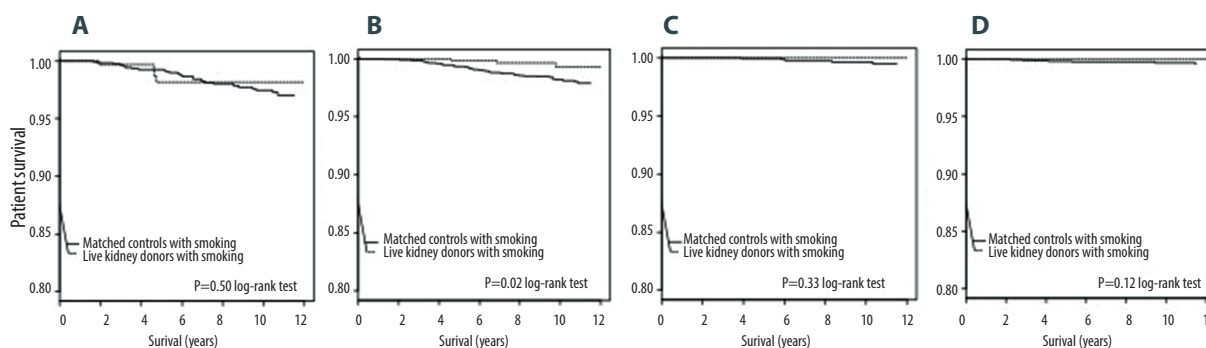 A
1.00
0.95
0.90
0.85
0.80
Patient survival
Matched controls with smoking
Live kidney donors with smoking
P=0.50 log-rank test
0 2 4 6 8 10 12
Surival (years)
B
1.00
0.95
0.90
0.85
0.80
Matched controls with smoking
Live kidney donors with smoking
P=0.02 log-rank test
0 2 4 6 8 10 12
Surival (years)
C
1.00
0.95
0.90
0.85
0.80
Matched controls with smoking
Live kidney donors with smoking
P=0.33 log-rank test
0 2 4 6 8 10 12
Surival (years)
D
1.00
0.95
0.90
0.85
0.80
Matched controls with smoking
Live kidney donors with smoking
P=0.12 log-rank test
0 2 4 6 8 10
Surival (years)